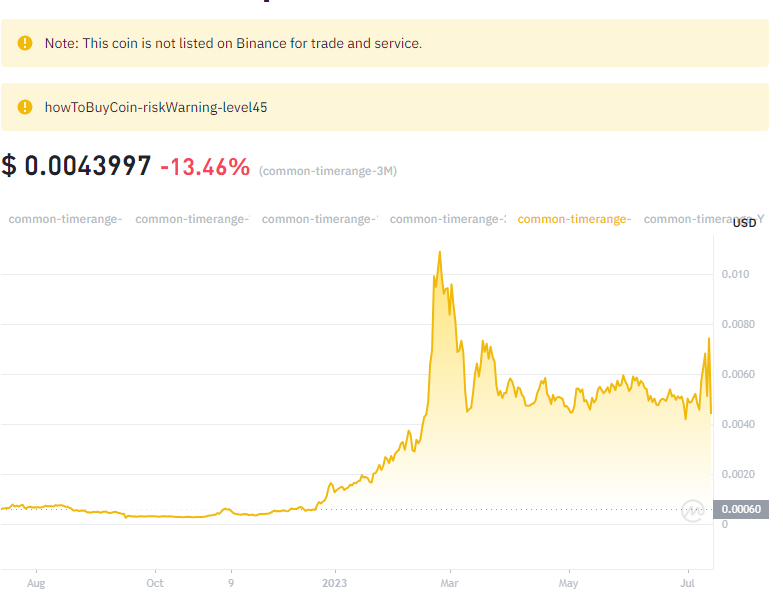 Note: This coin is not listed on Binance for trade and service.
howToBuyCoin-riskWarning-level45
$ 0.0043997 -13.46% (common-timerange-3M)
common-timerange- common-timerange- common-timerange- common-timerange- common-timerange- common-timerange-Y
USD
0.010
0.0080
0.0060
0.0040
0.0020
0.00060
0
Aug Oct 9 2023 Mar May Jul